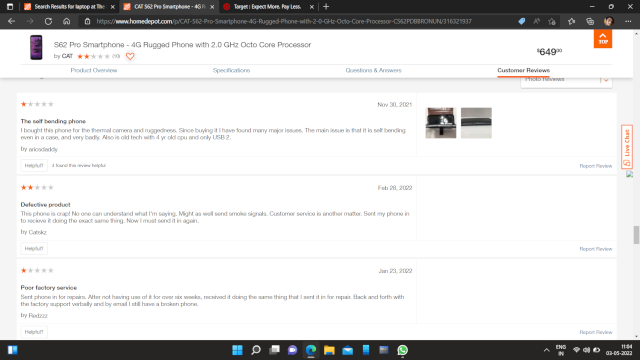 Search Results for laptop at The
CAT S62 Pro Smartphone - 4G R
Target : Expect More. Pay Less.
https://www.homedepot.com/p/CAT-S62-Pro-Smartphone-4G-Rugged-Phone-with-2-0-GHz-Octo-Core-Processor-CS62PDBBRONUN/316321937
S62 Pro Smartphone - 4G Rugged Phone with 2.0 GHz Octo Core Processor
by CAT
$649.00
TOP
Product Overview
Specifications
Questions & Answers
Customer Reviews
Photo Reviews
Nov 30, 2021
The self bending phone
I bought this phone for the thermal camera and ruggedness. Since buying it I have found many major issues. The main issue is that it is self bending
even in a case, and very badly. Also is old tech with 4 yr old cpu and only USB 2.
by aricsdaddy
Helpful?
4 found this review helpful
Report Review
Live Chat
Feb 28, 2022
Defective product
This phone is crap! No one can understand what I'm saying. Might as well send smoke signals. Customer service is another matter. Sent my phone in
to recieve it doing the exact same thing. Now I must send it in again.
by Catskz
Helpful?
Report Review
Jan 23, 2022
Poor factory service
Sent phone in for repairs. After not having use of it for over six weeks, received it doing the same thing that I sent it in for repair. Back and forth with
the factory support verbally and by email I still have a broken phone.
by Redzzz
Helpful?
Report Review
ENG
IN
11:04
03-05-2022